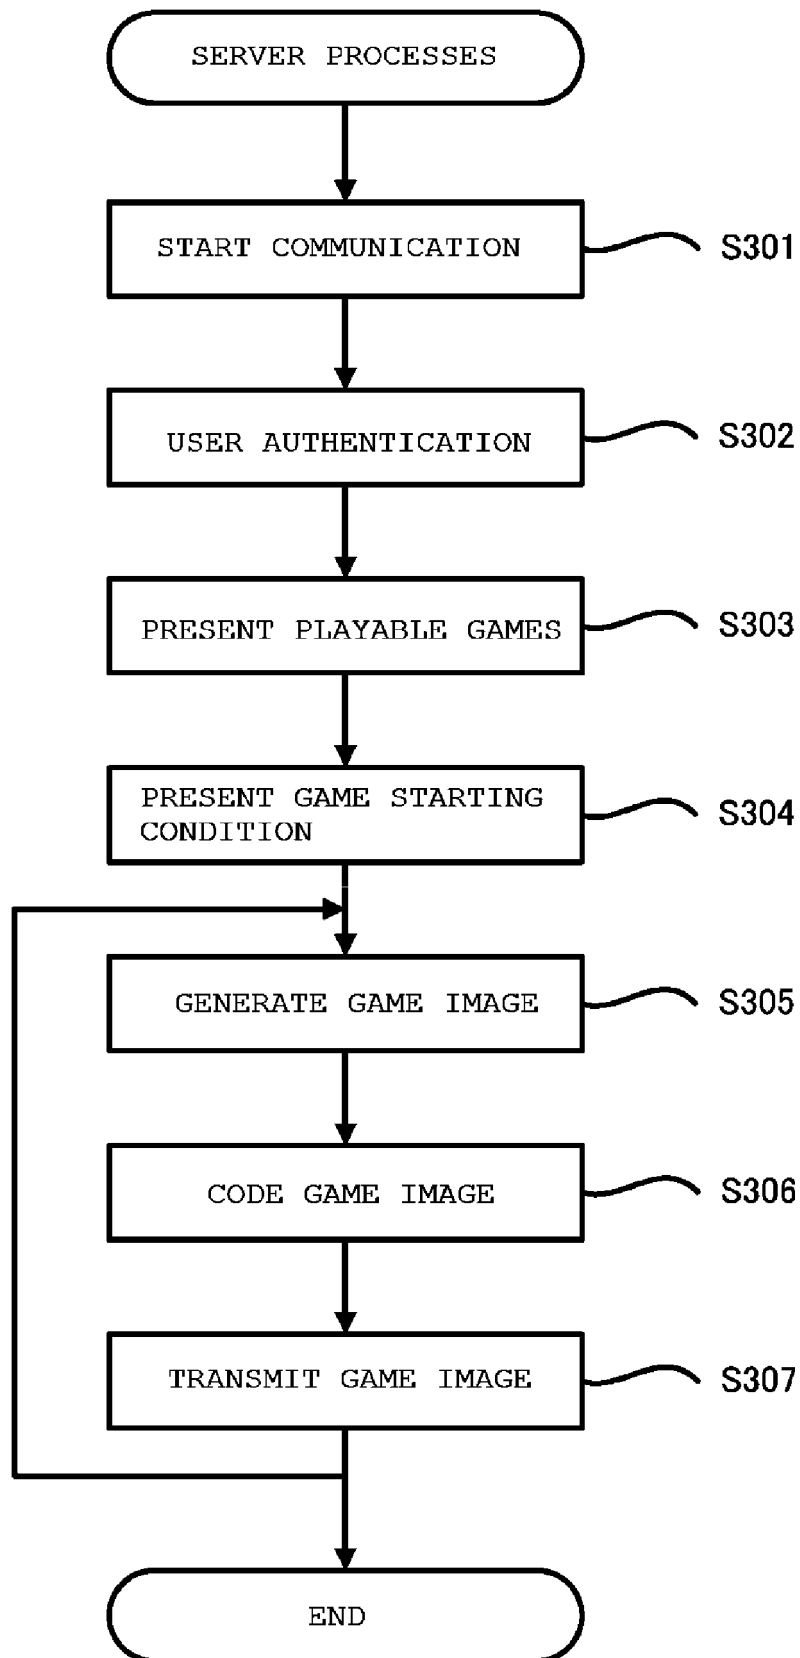 SERVER PROCESSES
START COMMUNICATION
S301
USER AUTHENTICATION
S302
PRESENT PLAYABLE GAMES
S303
PRESENT GAME STARTING
CONDITION
S304
GENERATE GAME IMAGE
S305
CODE GAME IMAGE
S306
TRANSMIT GAME IMAGE
S307
END